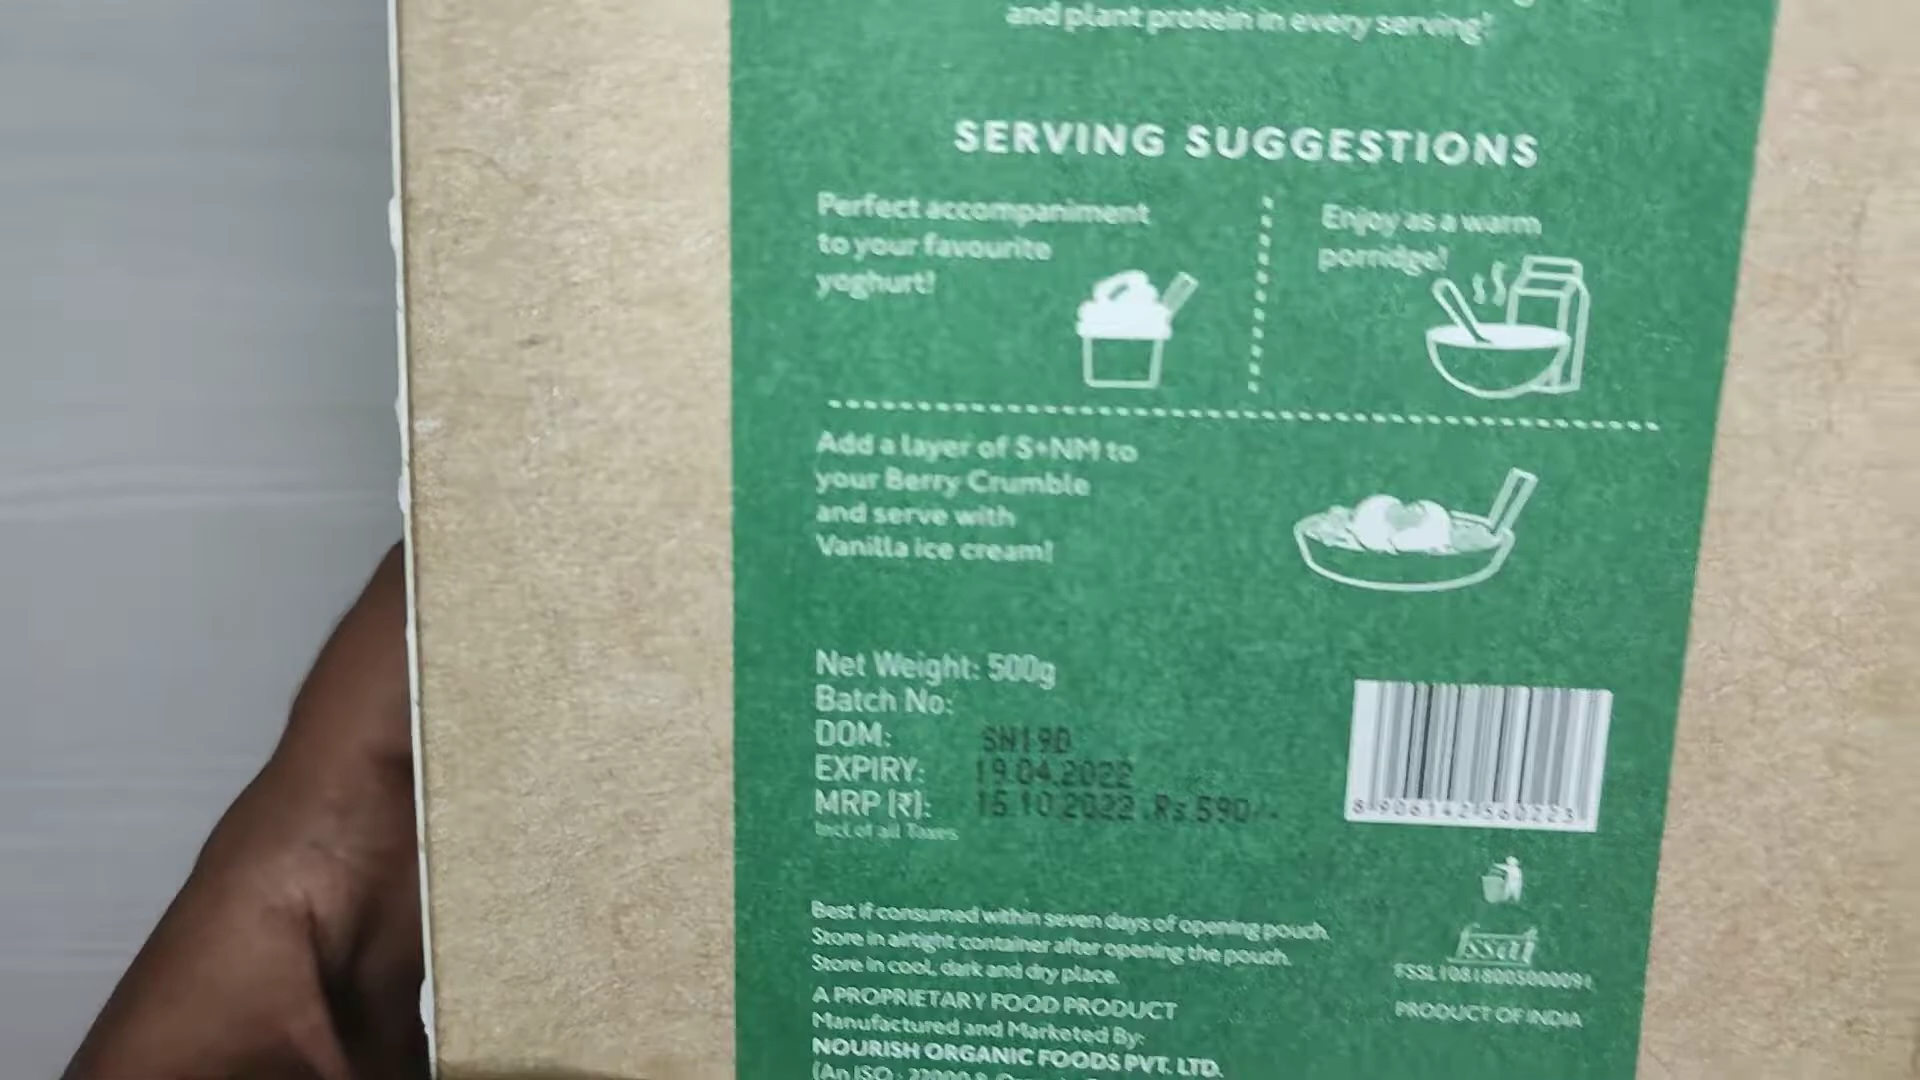 and plant protein in every serving!
SERVING SUGGESTIONS
Perfect accompaniment
to your favourite
yoghurt!
Enjoy as a warm
porridge!
Add a layer of S+NM to
your Berry Crumble
and serve with
Vanilla ice cream!
Net Weight: 500g
Batch No:
DOM: SN19D
EXPIRY: 19.04.2022
MRP (₹): 15.10.2022 .Rs.590/-
Incl of all Taxes
8 906142 560223
Best if consumed within seven days of opening pouch.
Store in airtight container after opening the pouch.
Store in cool, dark and dry place.
fssai
FSSL10818005000091
PRODUCT OF INDIA
A PROPRIETARY FOOD PRODUCT
Manufactured and Marketed By:
NOURISH ORGANIC FOODS PVT. LTD.
(An ISO : 22000 &